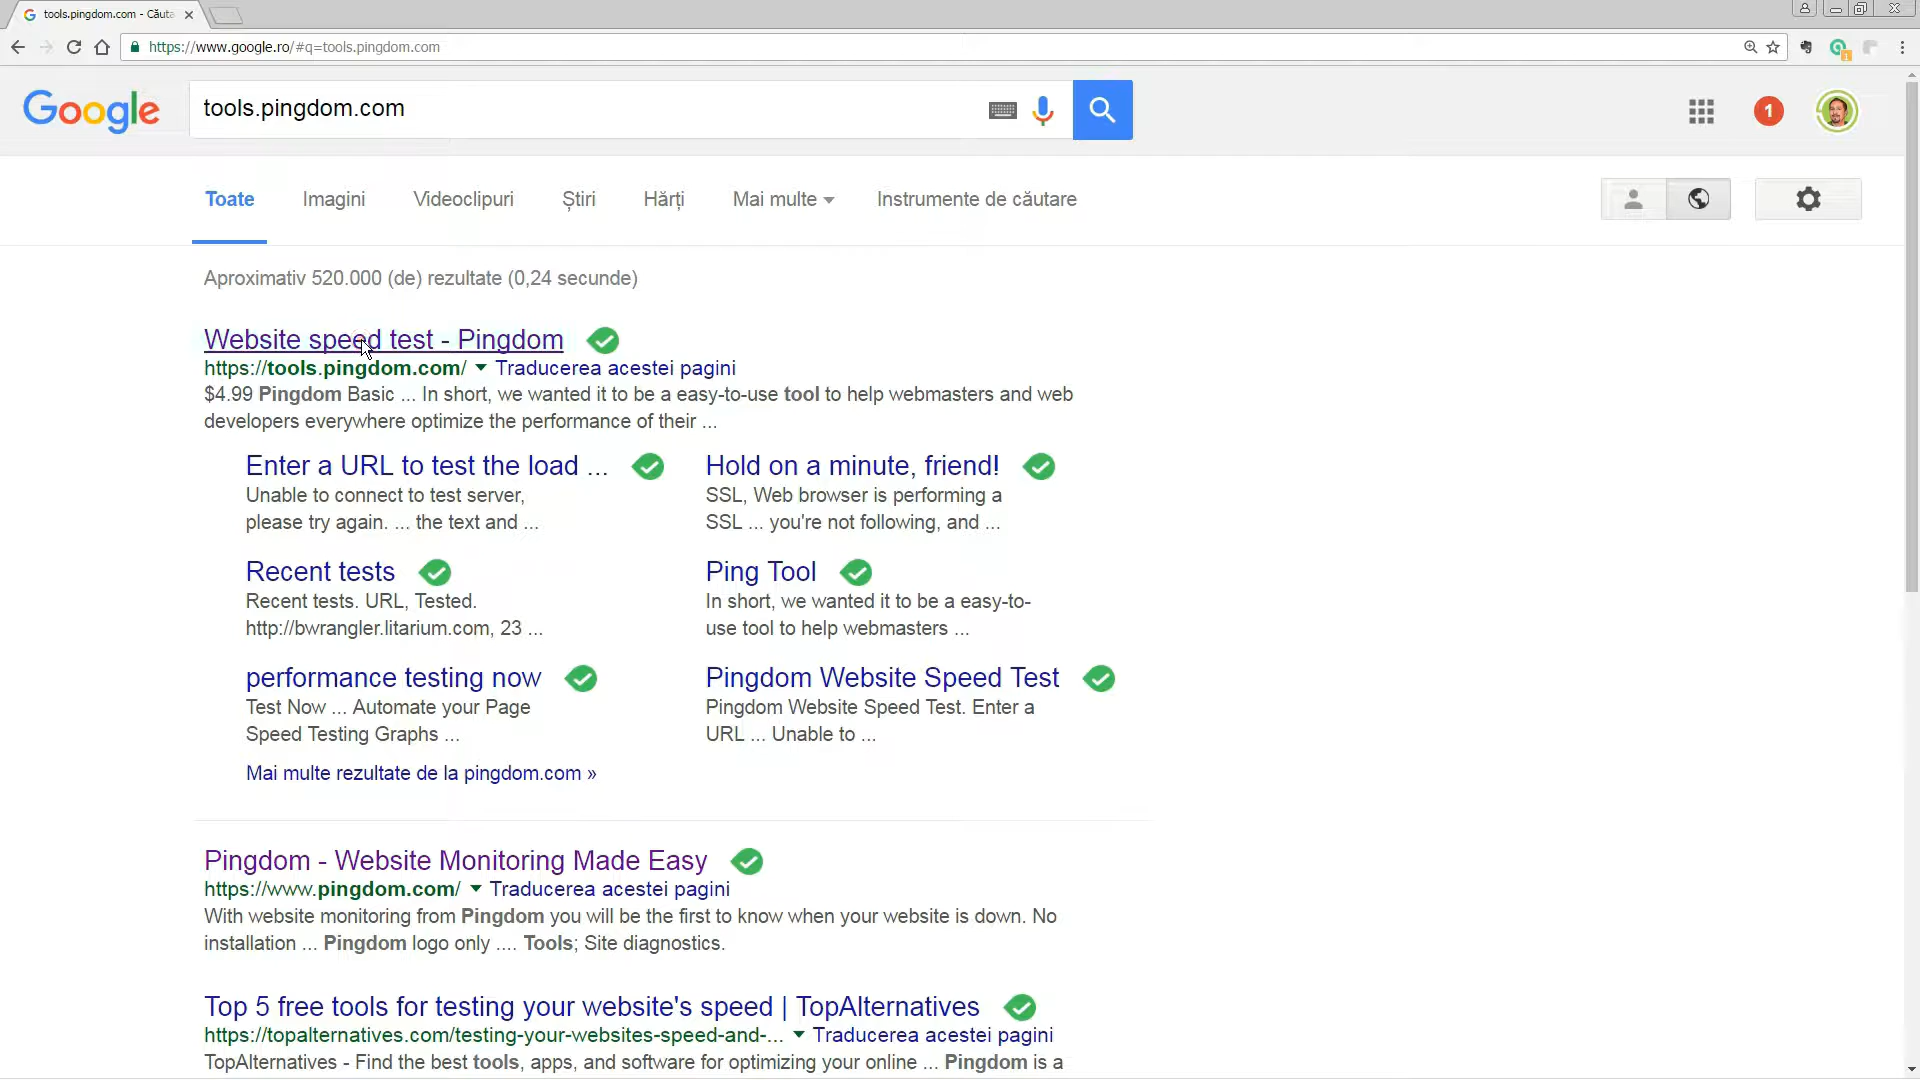 tools.pingdom.com - Căuta
https://www.google.ro/#q=tools.pingdom.com
Google
tools.pingdom.com
1
Toate
Imagini
Videoclipuri
Știri
Hărți
Mai multe
Instrumente de căutare
Aproximativ 520.000 (de) rezultate (0,24 secunde)
Website speed test - Pingdom
https://tools.pingdom.com/ Traducerea acestei pagini
$4.99 Pingdom Basic ... In short, we wanted it to be a easy-to-use tool to help webmasters and web
developers everywhere optimize the performance of their ...
Enter a URL to test the load ...
Unable to connect to test server,
please try again. ... the text and ...
Hold on a minute, friend!
SSL, Web browser is performing a
SSL ... you're not following, and ...
Recent tests
Recent tests. URL, Tested.
http://bwrangler.litarium.com, 23 ...
Ping Tool
In short, we wanted it to be a easy-to-
use tool to help webmasters ...
performance testing now
Test Now ... Automate your Page
Speed Testing Graphs ...
Pingdom Website Speed Test
Pingdom Website Speed Test. Enter a
URL ... Unable to ...
Mai multe rezultate de la pingdom.com »
Pingdom - Website Monitoring Made Easy
https://www.pingdom.com/ Traducerea acestei pagini
With website monitoring from Pingdom you will be the first to know when your website is down. No
installation ... Pingdom logo only .... Tools; Site diagnostics.
Top 5 free tools for testing your website's speed | TopAlternatives
https://topalternatives.com/testing-your-websites-speed-and-... Traducerea acestei pagini
TopAlternatives - Find the best tools, apps, and software for optimizing your online ... Pingdom is a